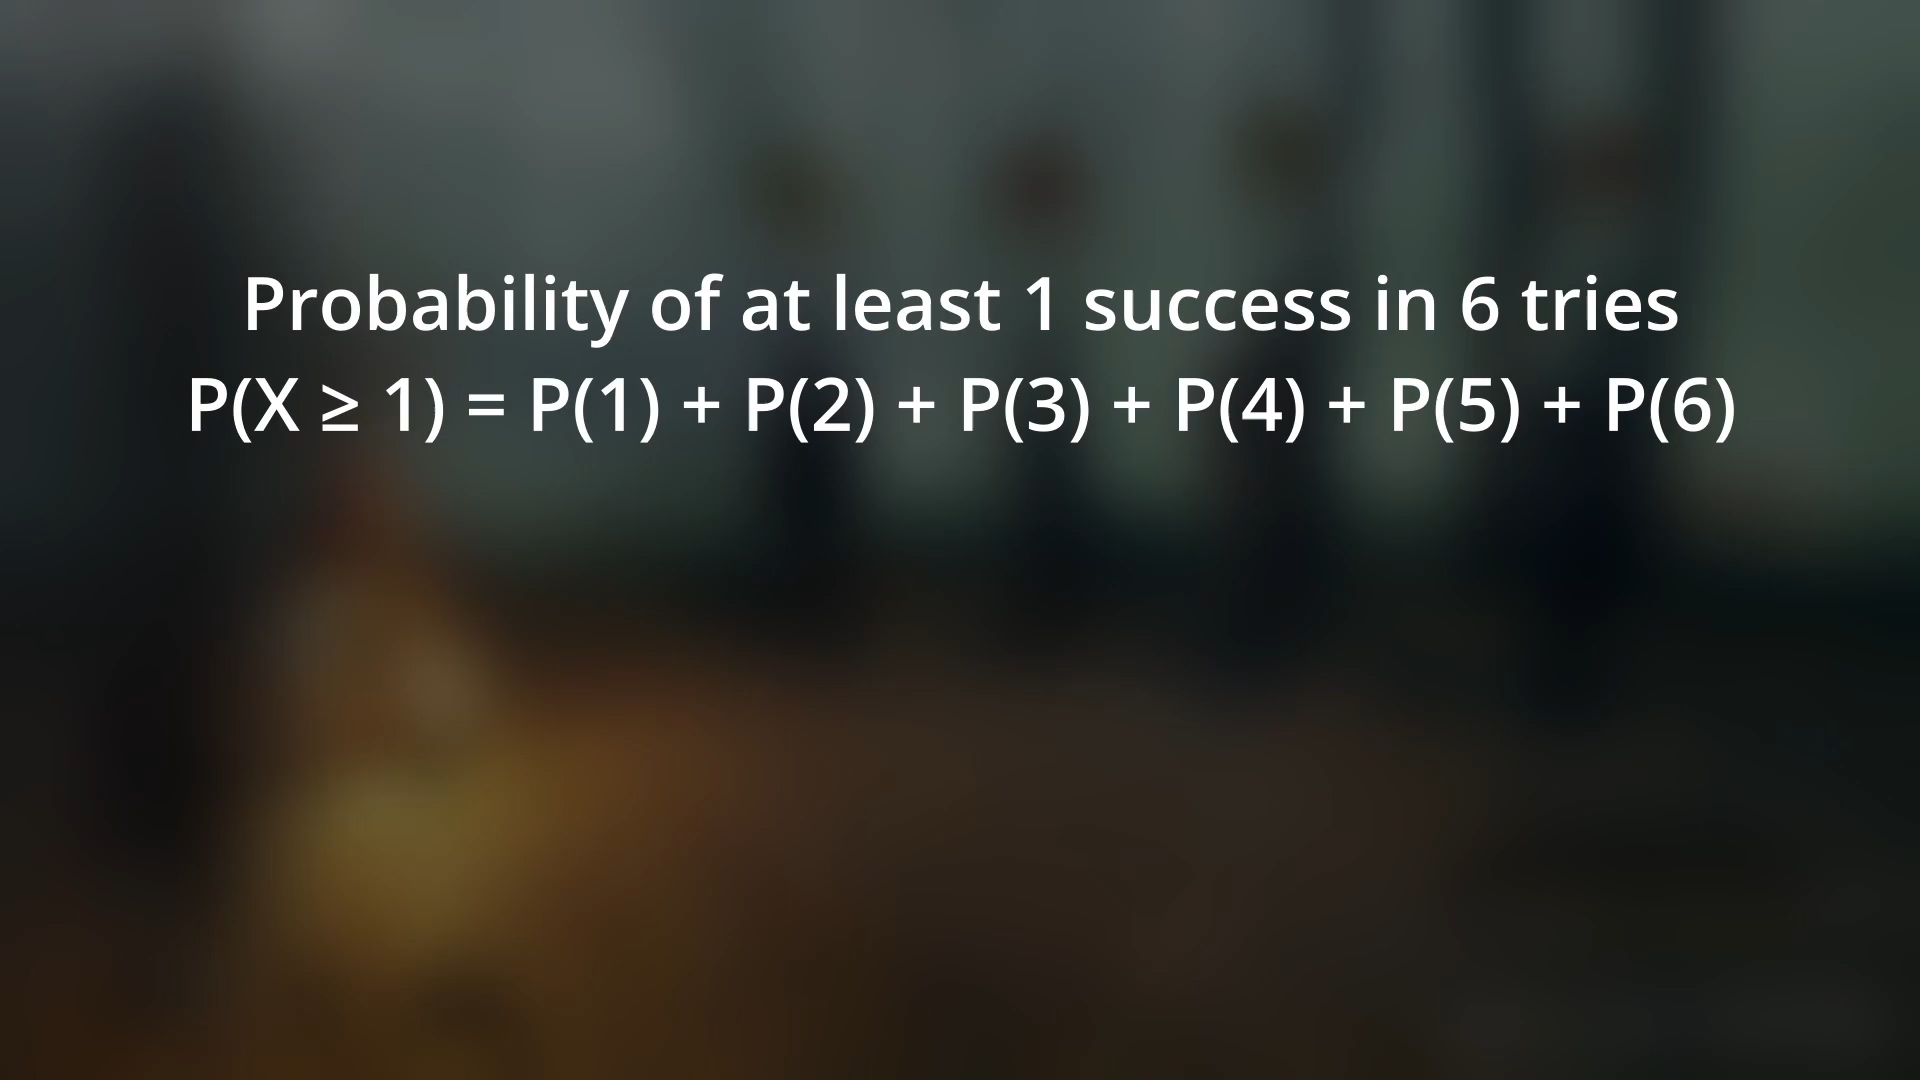 Probability of at least 1 success in 6 tries
P(X ≥ 1) = P(1) + P(2) + P(3) + P(4) + P(5) + P(6)